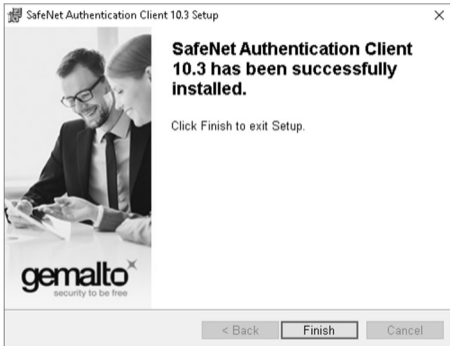 SafeNet Authentication Client 10.3 Setup
SafeNet Authentication Client
10.3 has been successfully
installed.
Click Finish to exit Setup.
gemalto
security to be free
< Back
Finish
Cancel